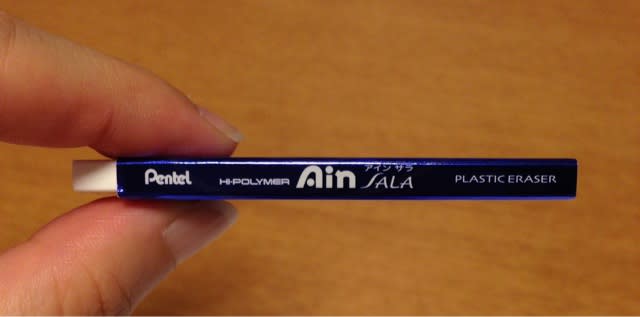 Pentel HI-POLYMER Ain アイン サラ SALA PLASTIC ERASER